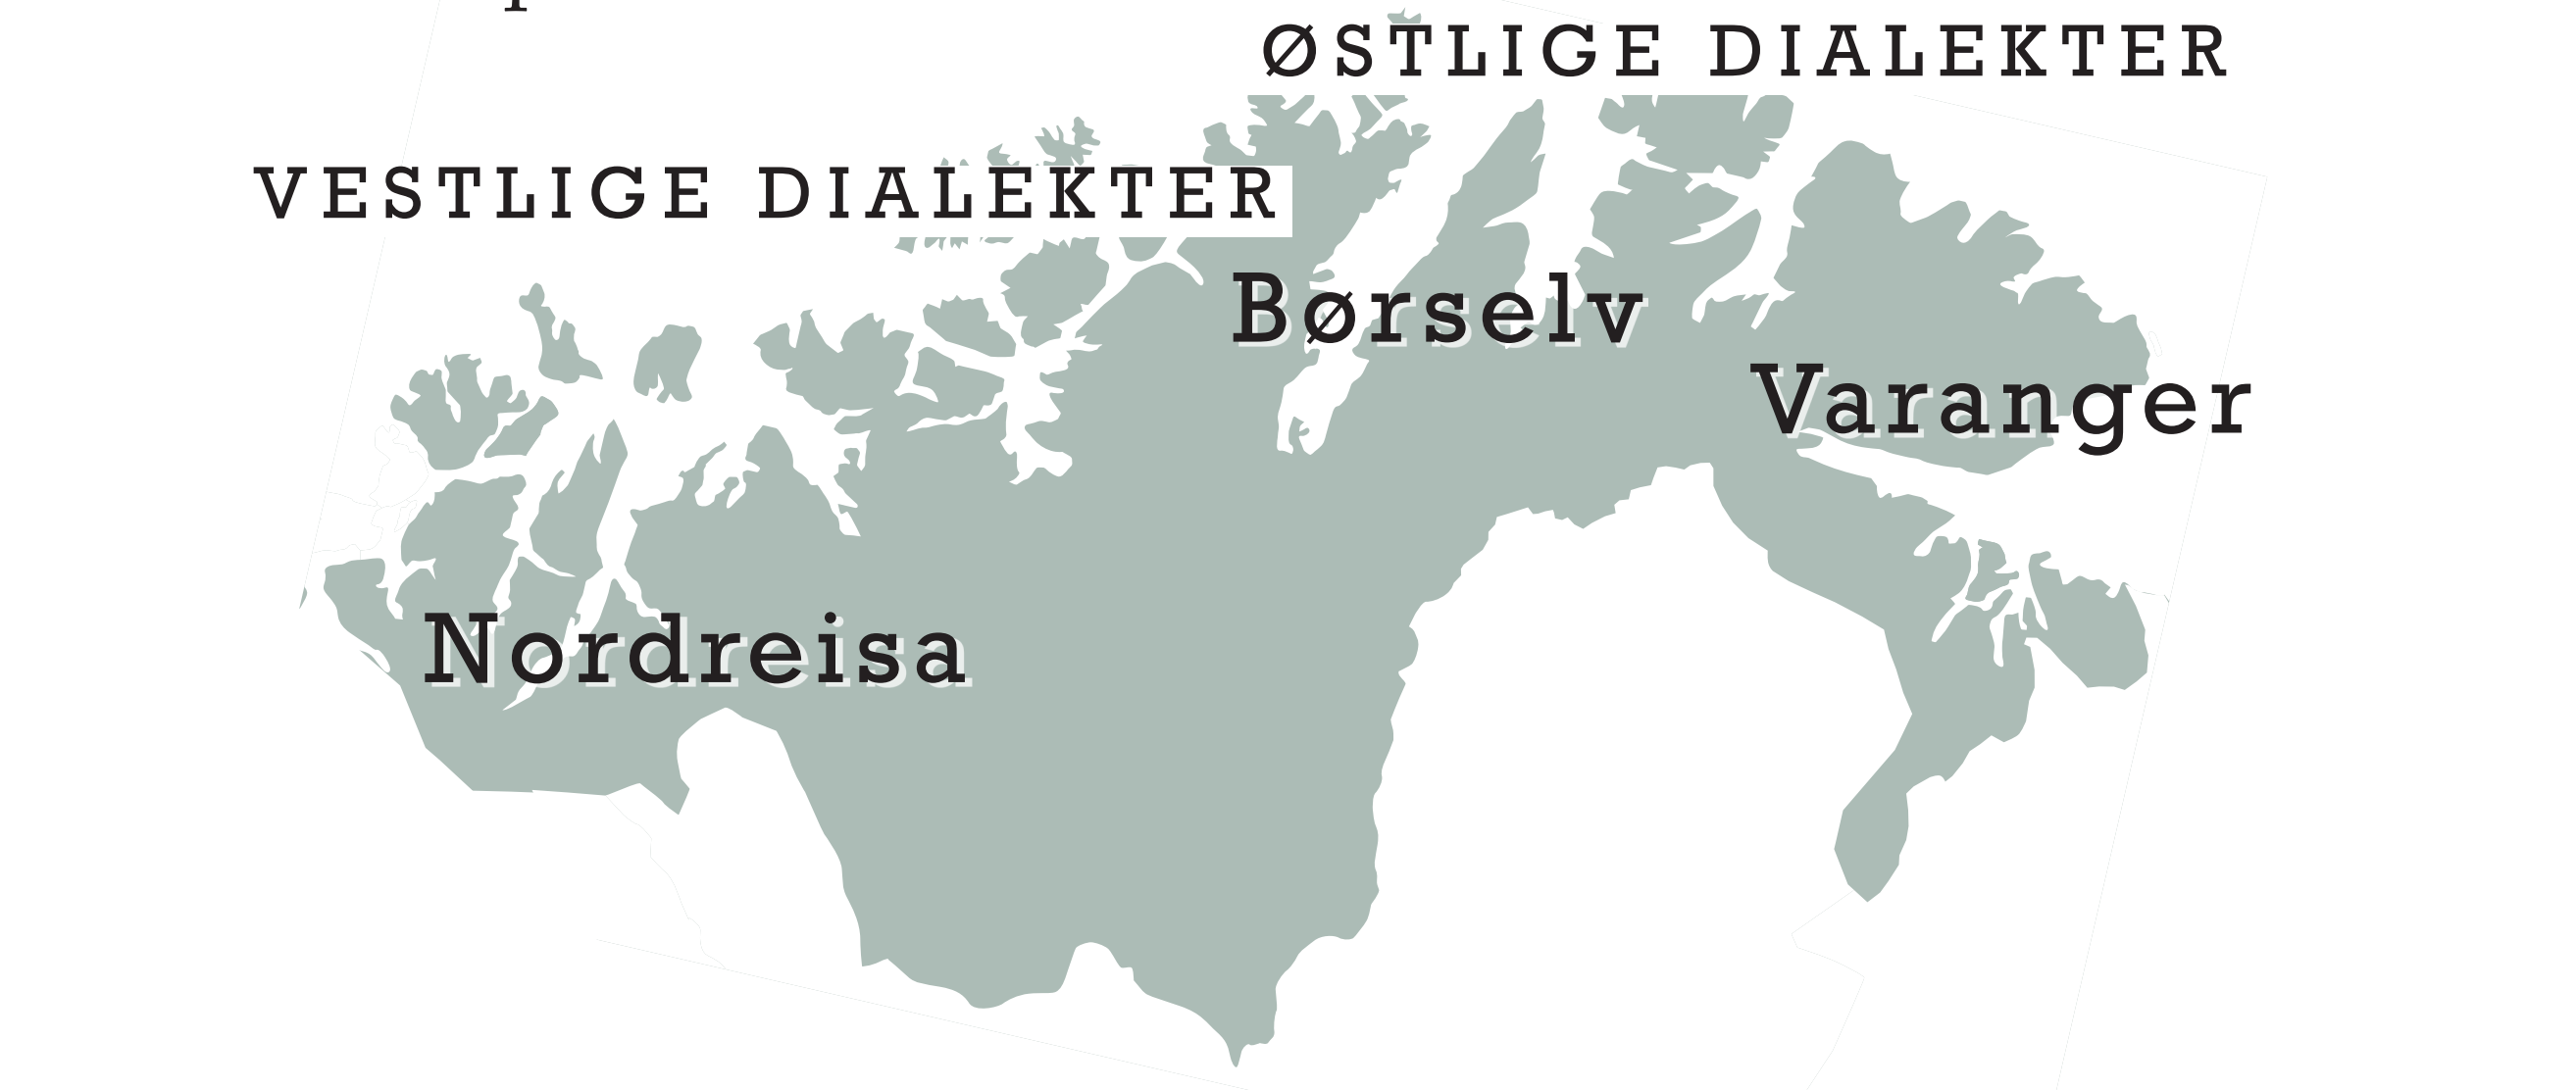 ØSTLIGE DIALEKTER
VESTLIGE DIALEKTER
Børselv
Varanger
Nordreisa